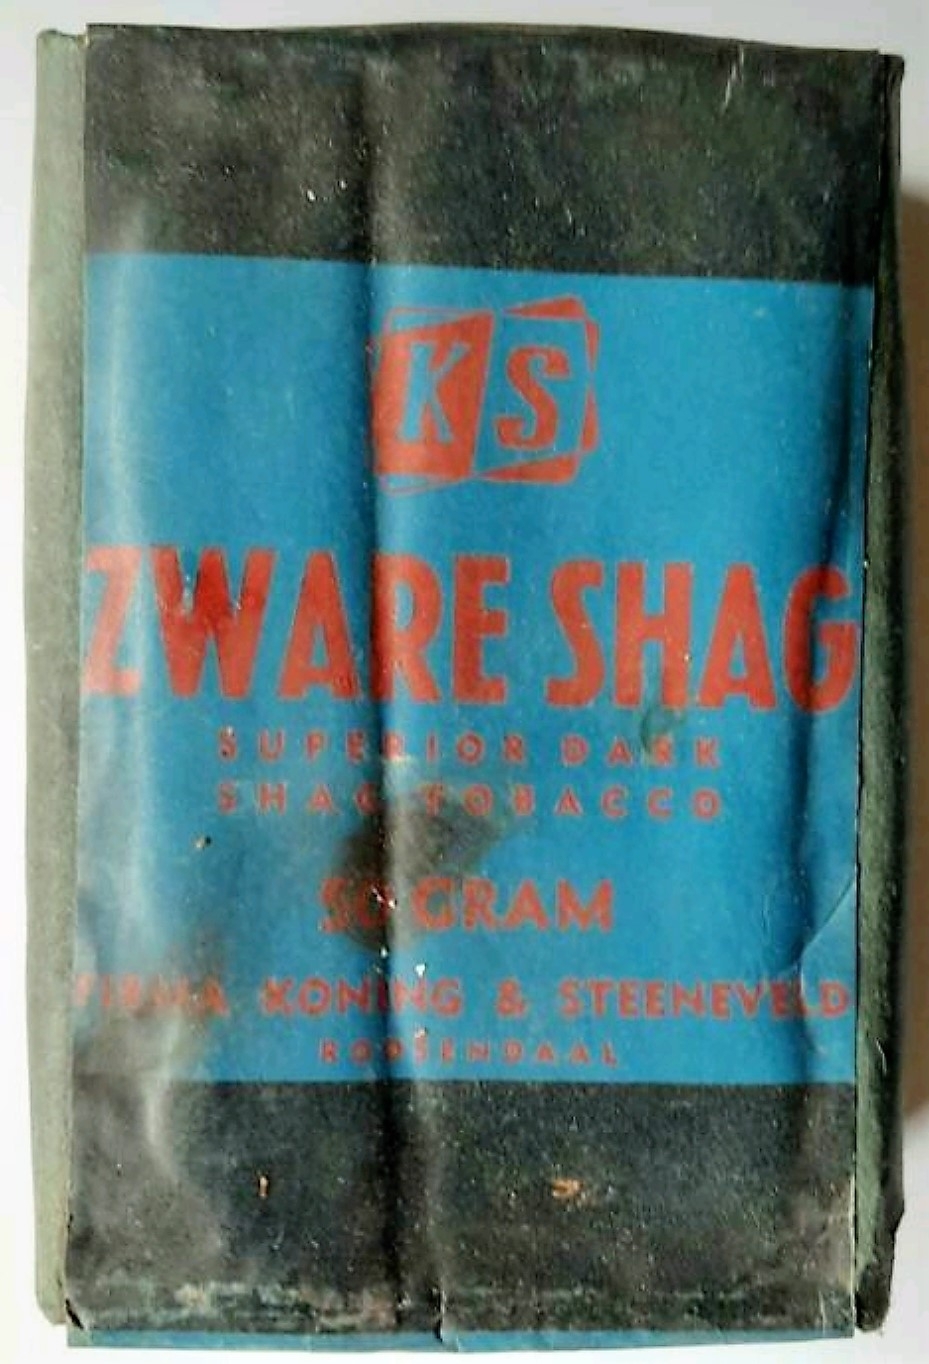 KS
ZWARE SHAG
SUPERIOR DARK
SHAG TOBACCO
50 GRAM
FIRMA KONING & STEENEVELD
ROOSENDAAL